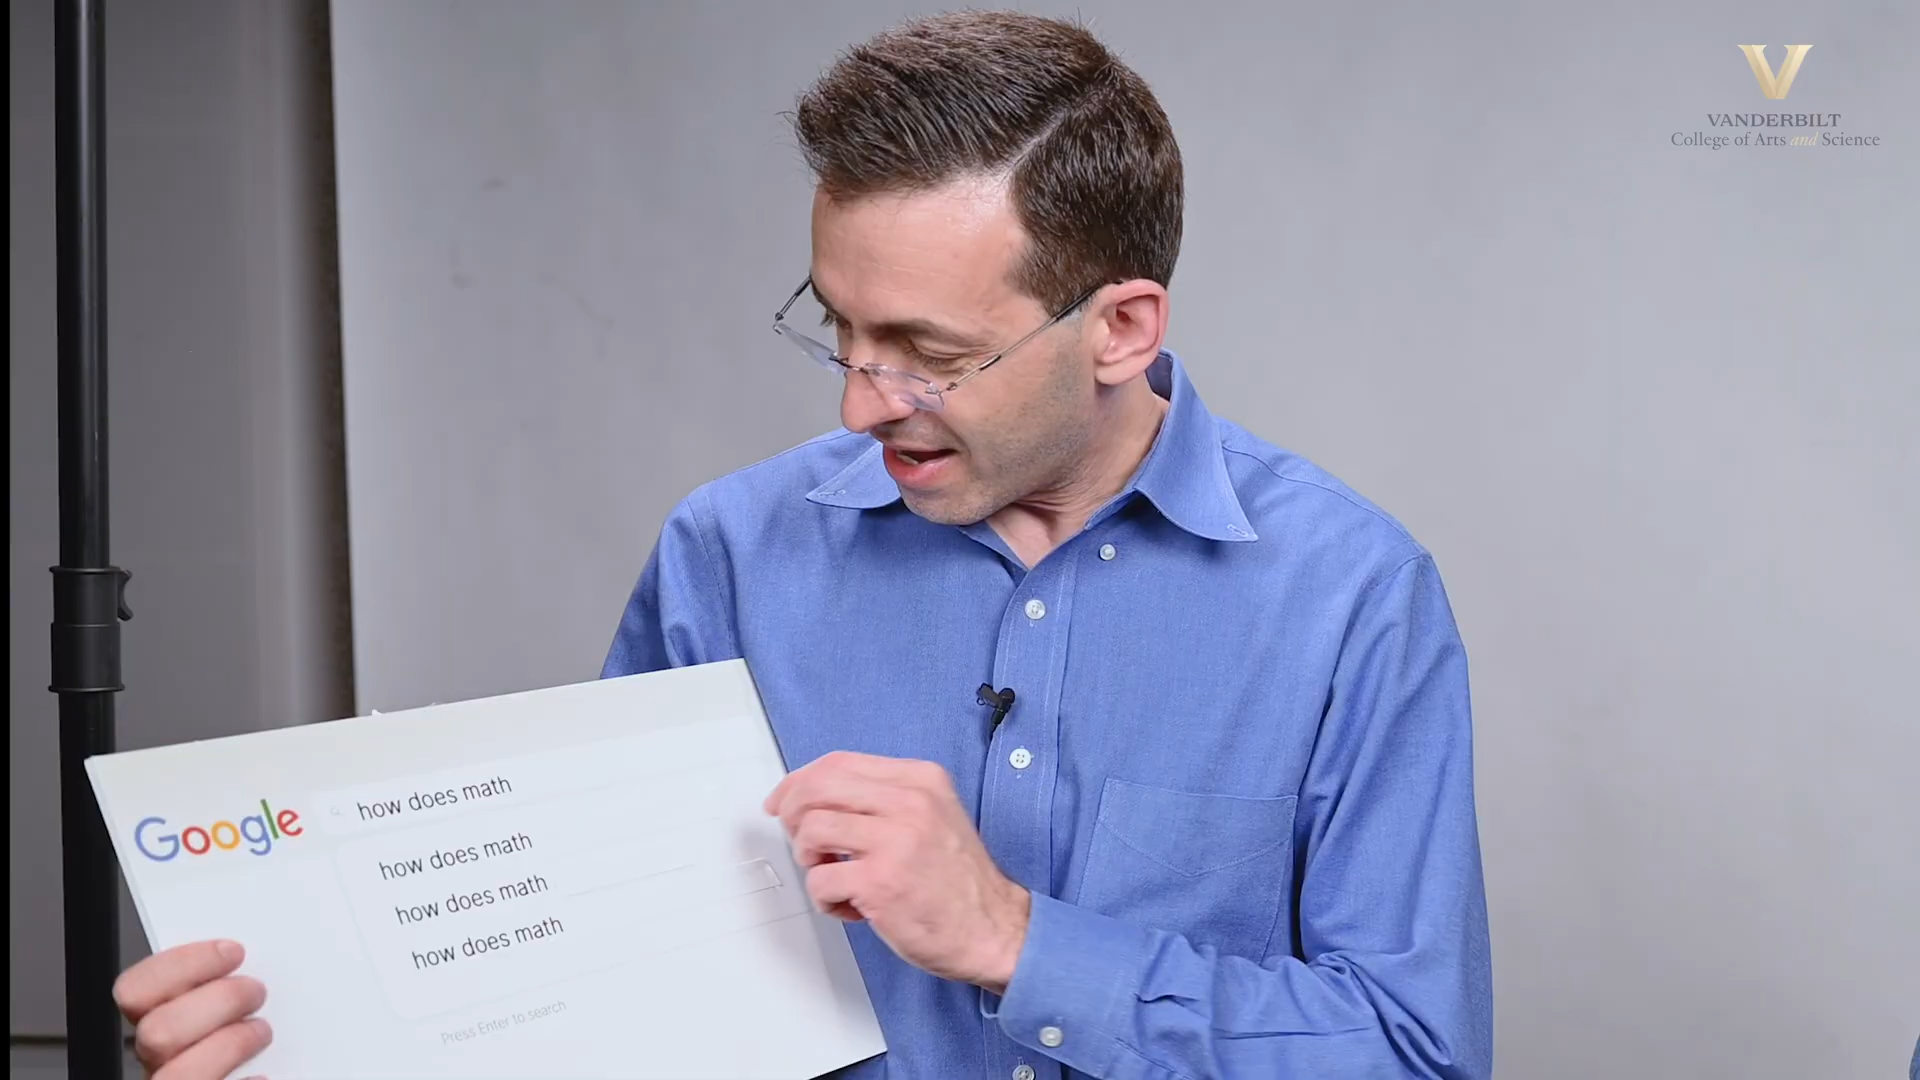 VANDERBILT
College of Arts and Science
Google
how does math
how does math
how does math
how does math
Press Enter to search